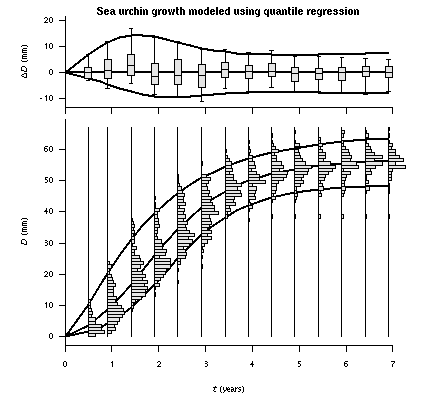 Sea urchin growth modeled using quantile regression
20
10
0
-10
ΔD (mm)
60
50
40
30
20
10
0
D (mm)
0 1 2 3 4 5 6 7
t (years)